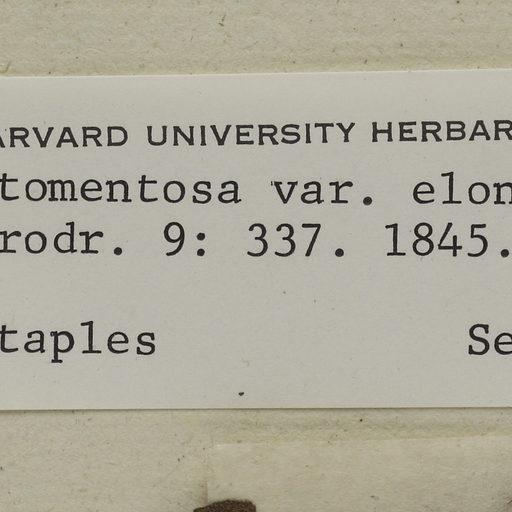 ARVARD UNIVERSITY HERBAR
tomentosa var. elon
rodr. 9: 337. 1845.
taples Se